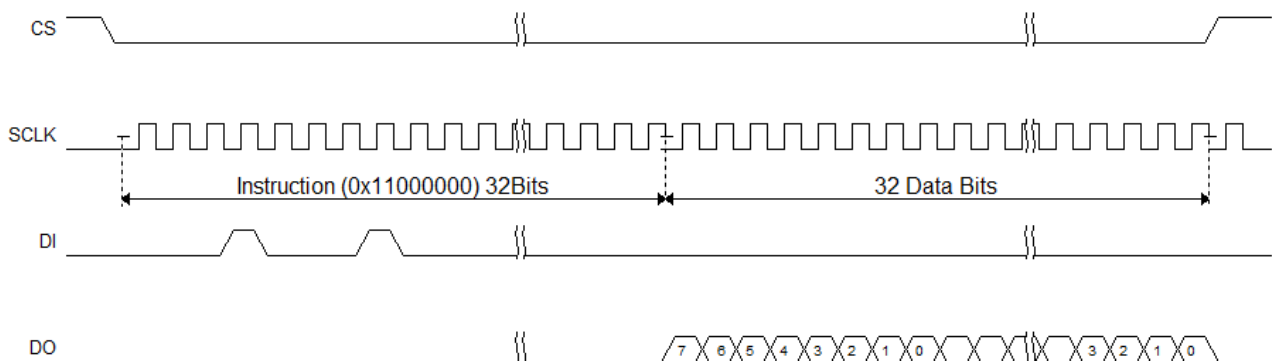 CS
SCLK
Instruction (0x11000000) 32Bits
32 Data Bits
DI
DO
7 6 5 4 3 2 1 0 3 2 1 0